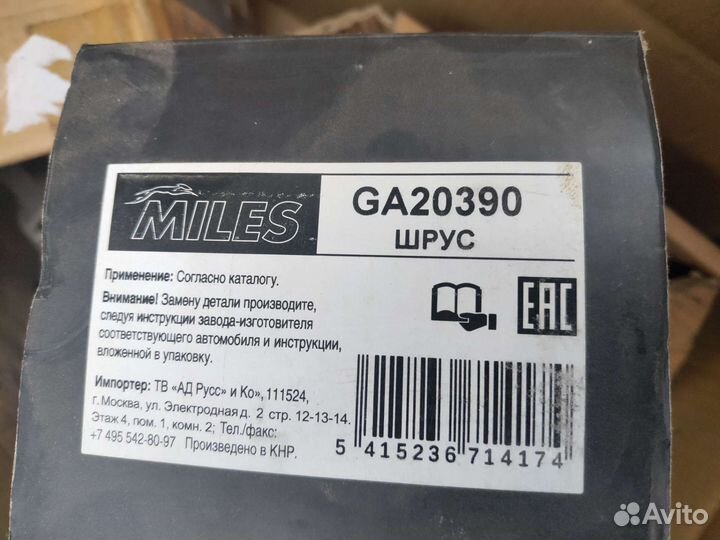 MILES
GA20390
ШРУС
Применение: Согласно каталогу.
Внимание! Замену детали производите,
следуя инструкции завода-изготовителя
соответствующего автомобиля и инструкции,
вложенной в упаковку.
EAC
Импортер: ТВ «АД Русс» и Ко», 111524,
г. Москва, ул. Электродная д. 2 стр. 12-13-14.
Этаж 4, пом. 1, комн. 2; Тел./факс:
+7 495 542-80-97 Произведено в КНР.
5 415236 714174
Avito